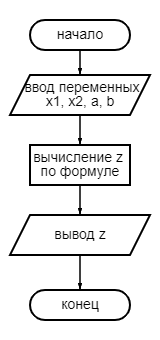 начало
ввод переменных
x1, x2, a, b
вычисление z
по формуле
вывод z
конец